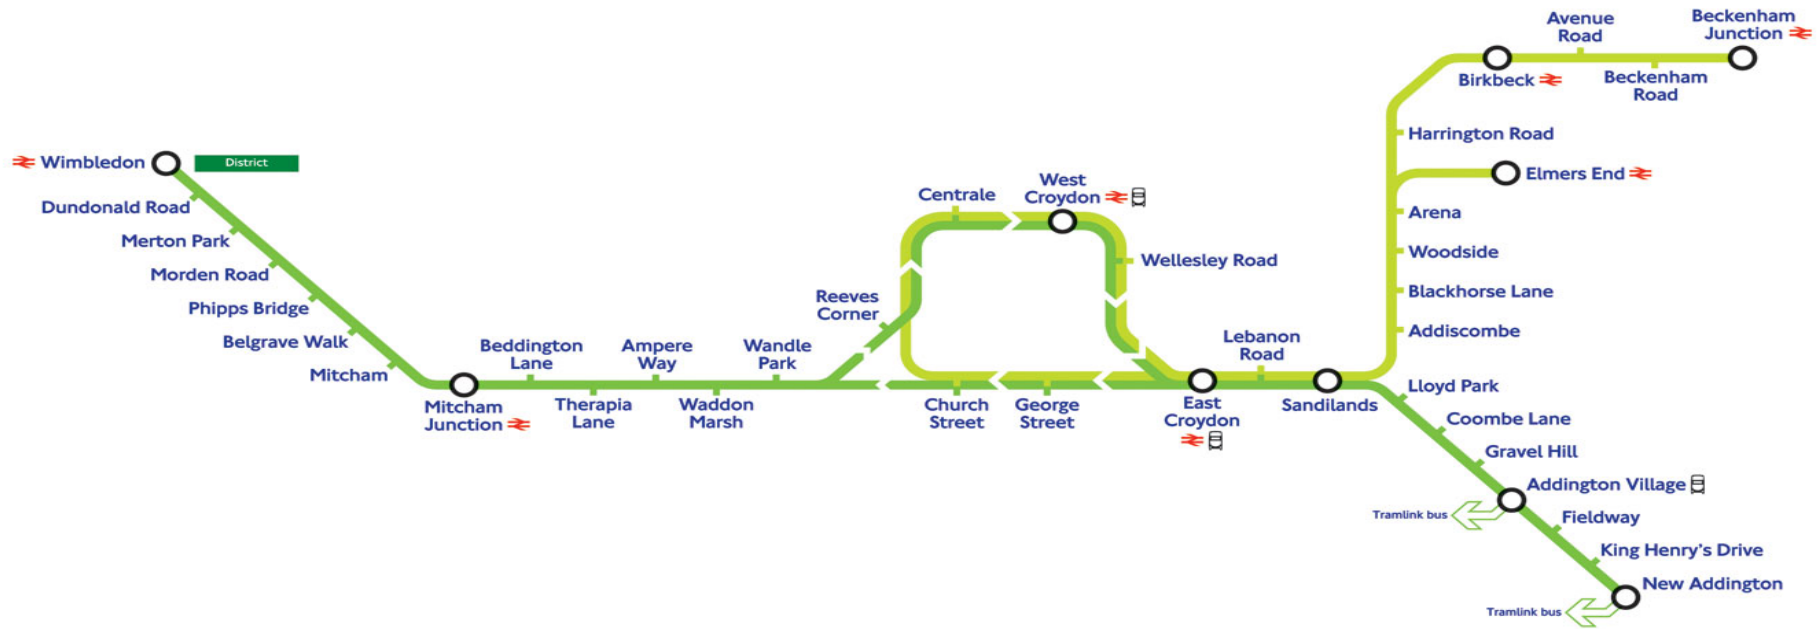 Wimbledon
District
Dundonald Road
Merton Park
Morden Road
Phipps Bridge
Belgrave Walk
Mitcham
Mitcham
Junction
Beddington
Lane
Therapia
Lane
Ampere
Way
Waddon
Marsh
Wandle
Park
Reeves
Corner
Centrale
West
Croydon
Wellesley Road
Church
Street
George
Street
East
Croydon
Lebanon
Road
Sandilands
Addiscombe
Blackhorse Lane
Woodside
Arena
Elmers End
Harrington Road
Birkbeck
Avenue
Road
Beckenham
Road
Beckenham
Junction
Lloyd Park
Coombe Lane
Gravel Hill
Addington Village
Tramlink bus
Fieldway
King Henry's Drive
New Addington
Tramlink bus